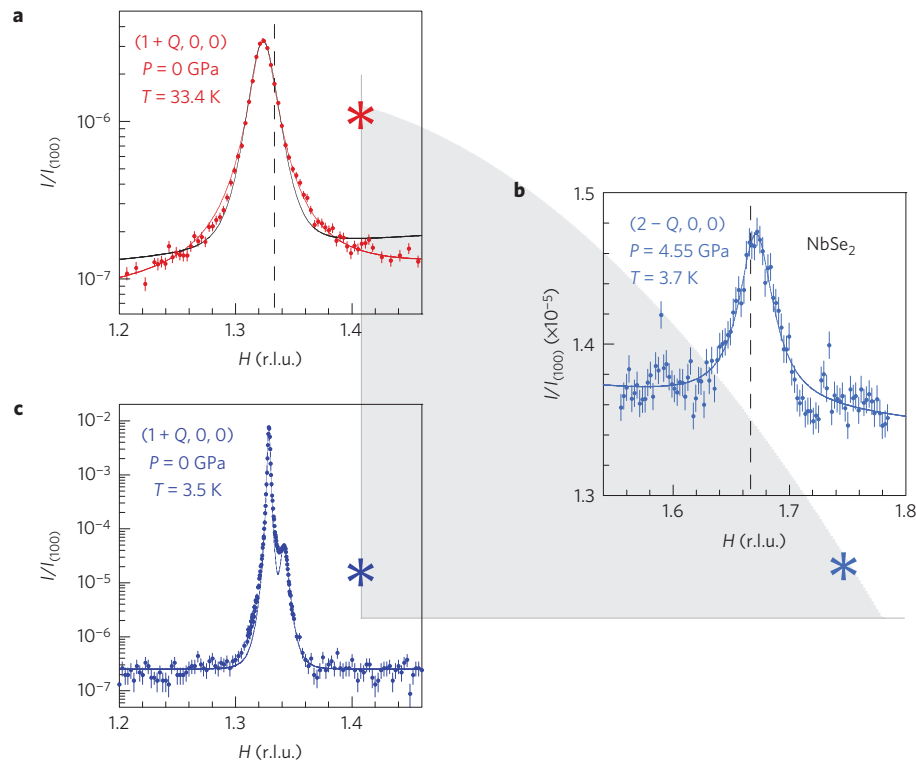 a
(1 + Q, 0, 0)
P = 0 GPa
T = 33.4 K
10⁻⁶
10⁻⁷
I/I₍₁₀₀₎
1.2
1.3
1.4
H (r.l.u.)
*
b
(2 − Q, 0, 0)
P = 4.55 GPa
T = 3.7 K
NbSe₂
1.5
1.4
1.3
I/I₍₁₀₀₎ (×10⁻⁵)
1.6
1.7
1.8
H (r.l.u.)
*
c
(1 + Q, 0, 0)
P = 0 GPa
T = 3.5 K
10⁻²
10⁻³
10⁻⁴
10⁻⁵
10⁻⁶
10⁻⁷
I/I₍₁₀₀₎
1.2
1.3
1.4
H (r.l.u.)
*